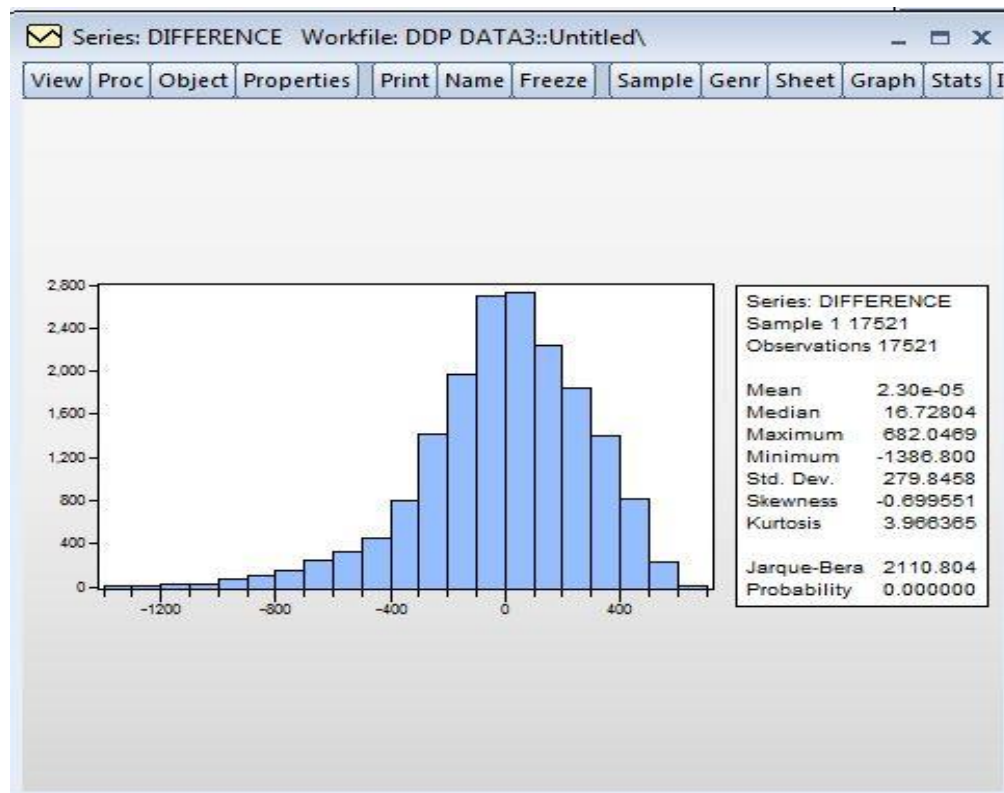 Series: DIFFERENCE Workfile: DDP DATA3::Untitled\
View Proc Object Properties Print Name Freeze Sample Genr Sheet Graph Stats
2,800
2,400
2,000
1,600
1,200
800
400
0
-1200 -800 -400 0 400
Series: DIFFERENCE
Sample 1 17521
Observations 17521
Mean 2.30e-05
Median 16.72804
Maximum 682.0469
Minimum -1386.800
Std. Dev. 279.8458
Skewness -0.699551
Kurtosis 3.966365
Jarque-Bera 2110.804
Probability 0.000000